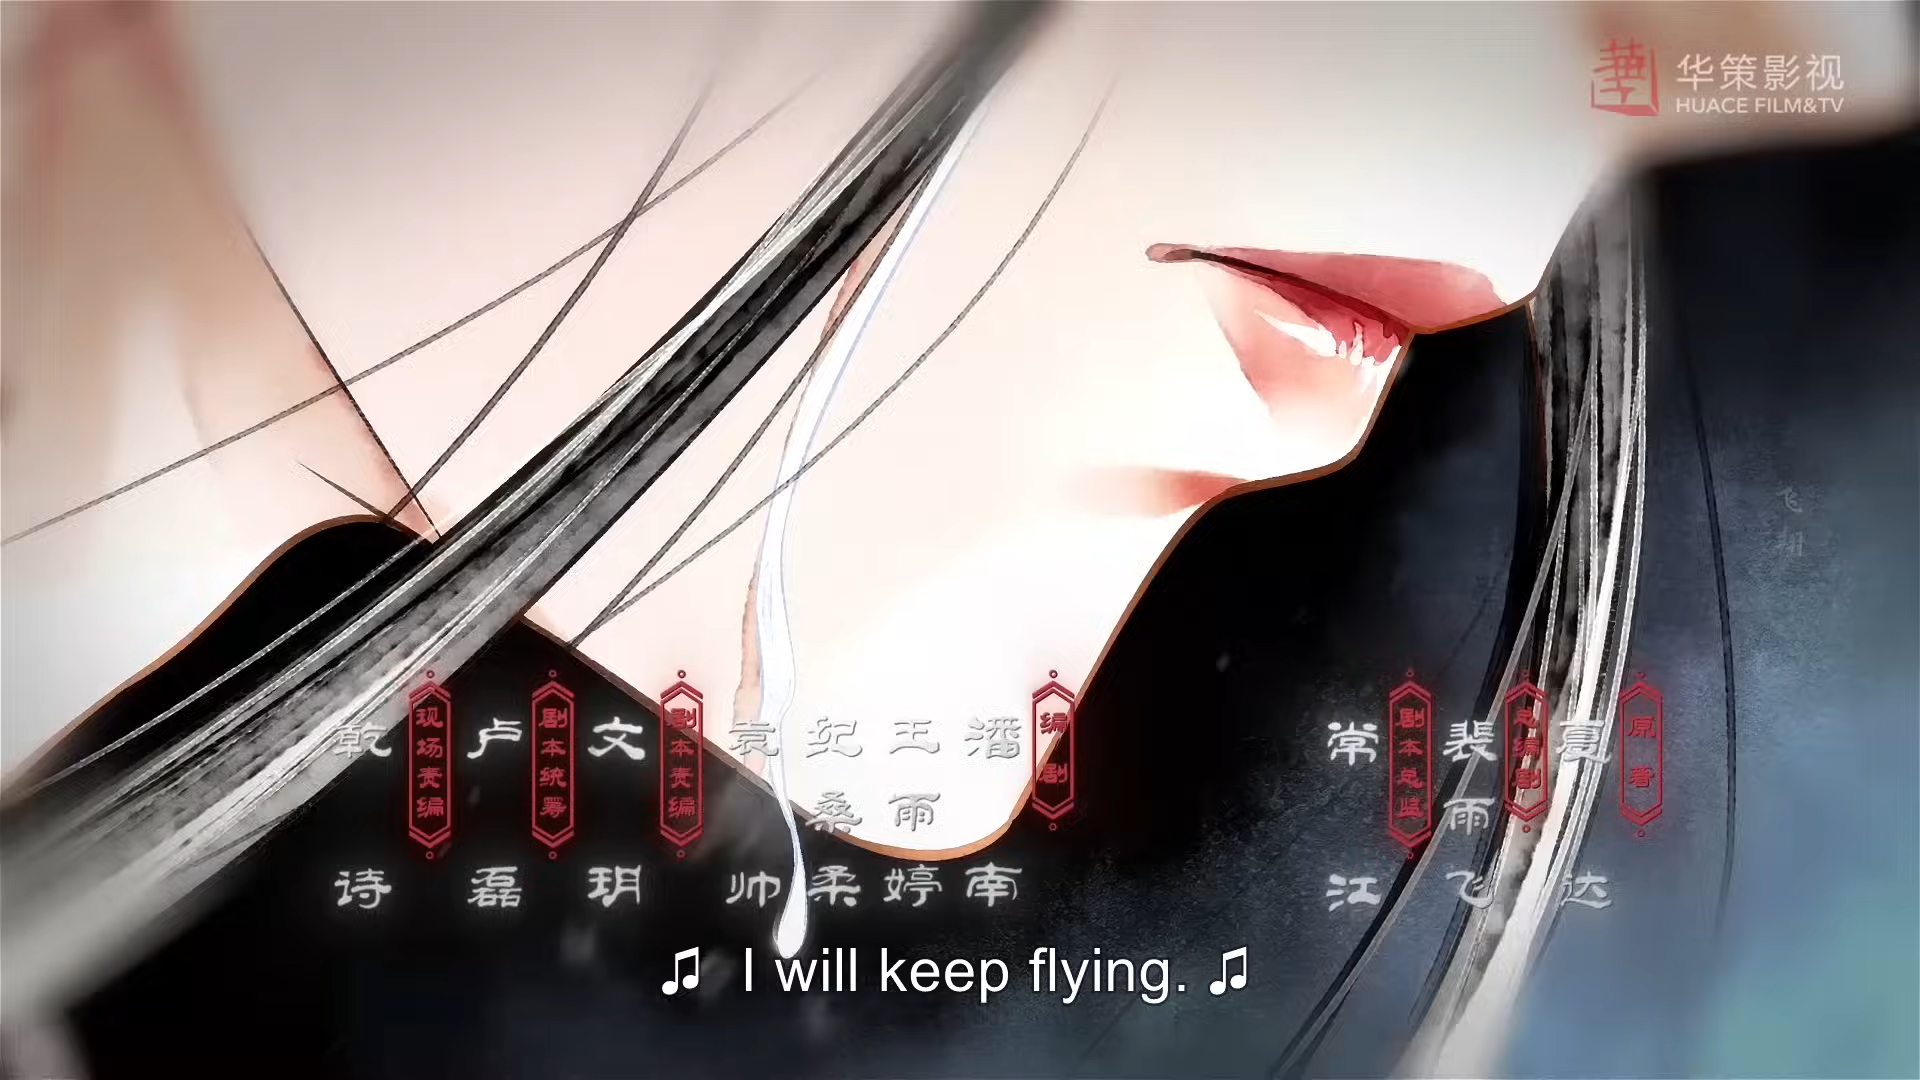 华策影视
HUACE FILM&TV
飞翔
原著
夏达
总编剧
裴雨飞
剧本总监
常江
编剧
潘南
王雨婷
纪桑柔
袁帅
剧本责编
文玥
剧本统筹
卢磊
现场责编
乾诗
♫ I will keep flying. ♫